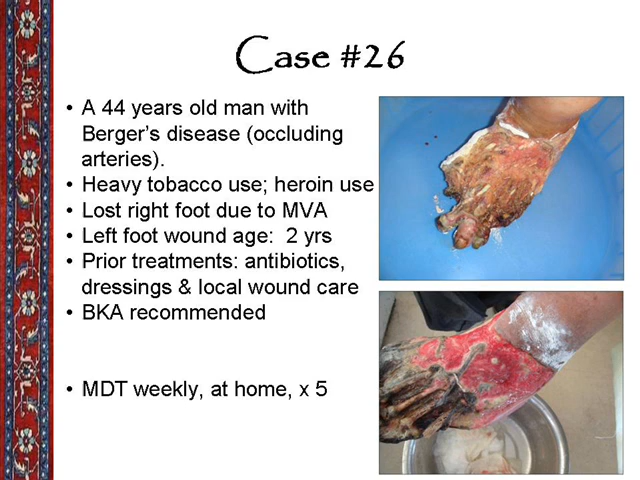 Case #26
• A 44 years old man with
Berger's disease (occluding
arteries).
• Heavy tobacco use; heroin use
• Lost right foot due to MVA
• Left foot wound age:  2 yrs
• Prior treatments: antibiotics,
dressings & local wound care
• BKA recommended
• MDT weekly, at home, x 5